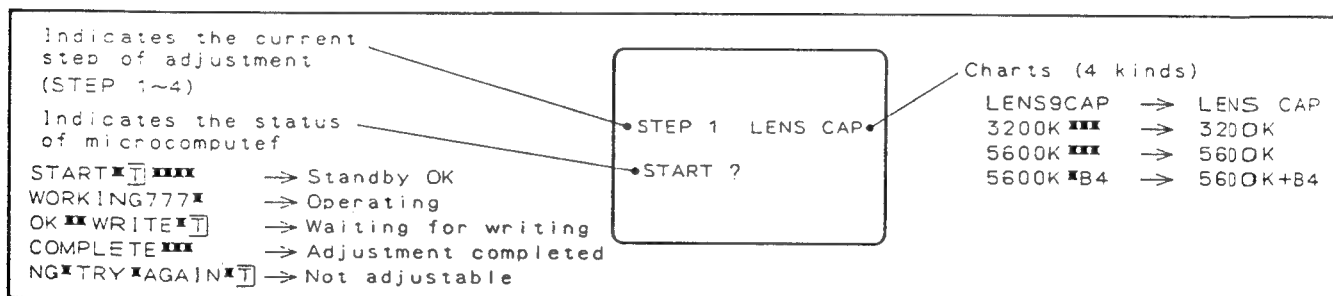 Indicates the current
step of adjustment
(STEP 1~4)
Indicates the status
of microcomputef
START⌶T⌶⌶⌶⌶ → Standby OK
WORKING777⌶ → Operating
OK⌶⌶WRITE⌶T → Waiting for writing
COMPLETE⌶⌶⌶ → Adjustment completed
NG⌶TRY⌶AGAIN⌶T → Not adjustable
STEP 1 LENS CAP
START ?
Charts (4 kinds)
LENS9CAP → LENS CAP
3200K⌶⌶⌶ → 3200K
5600K⌶⌶⌶ → 5600K
5600K⌶B4 → 5600K+B4